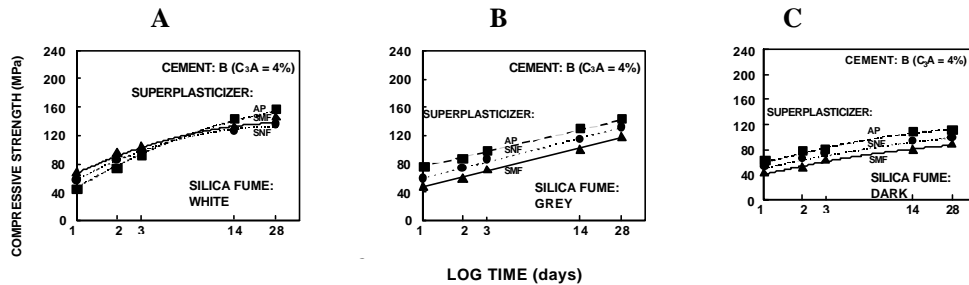 A
B
C
COMPRESSIVE STRENGTH (MPa)
240
200
160
120
80
40
0
CEMENT: B (C3A = 4%)
SUPERPLASTICIZER:
AP
SMF
SNF
SILICA FUME:
WHITE
1
2
3
14
28
240
200
160
120
80
40
0
CEMENT: B (C3A = 4%)
SUPERPLASTICIZER:
AP
SNF
SMF
SILICA FUME:
GREY
1
2
3
14
28
240
200
160
120
80
40
0
CEMENT: B (C3A = 4%)
SUPERPLASTICIZER:
AP
SNF
SMF
SILICA FUME:
DARK
1
2
3
14
28
LOG TIME (days)